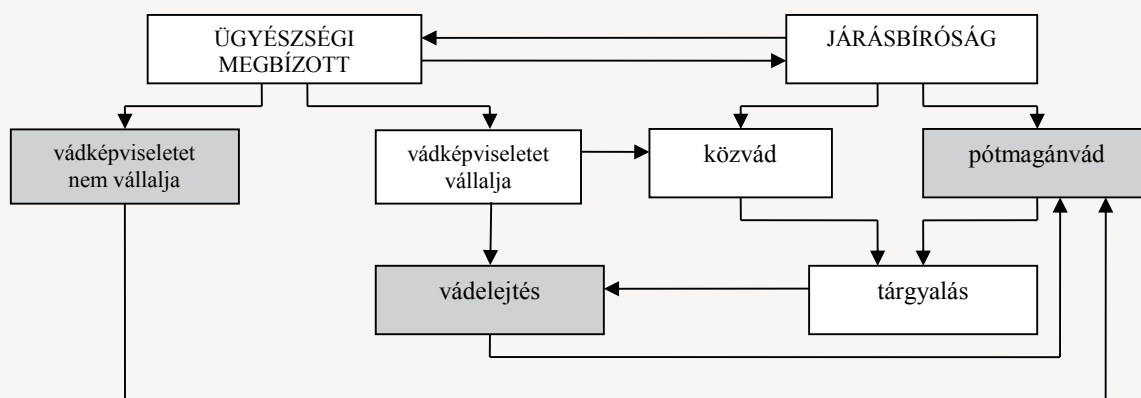 ÜGYÉSZSÉGI
MEGBÍZOTT
JÁRÁSBÍRÓSÁG
vádképviseletet
nem vállalja
vádképviseletet
vállalja
közvád
pótmagánvád
vádelejtés
tárgyalás